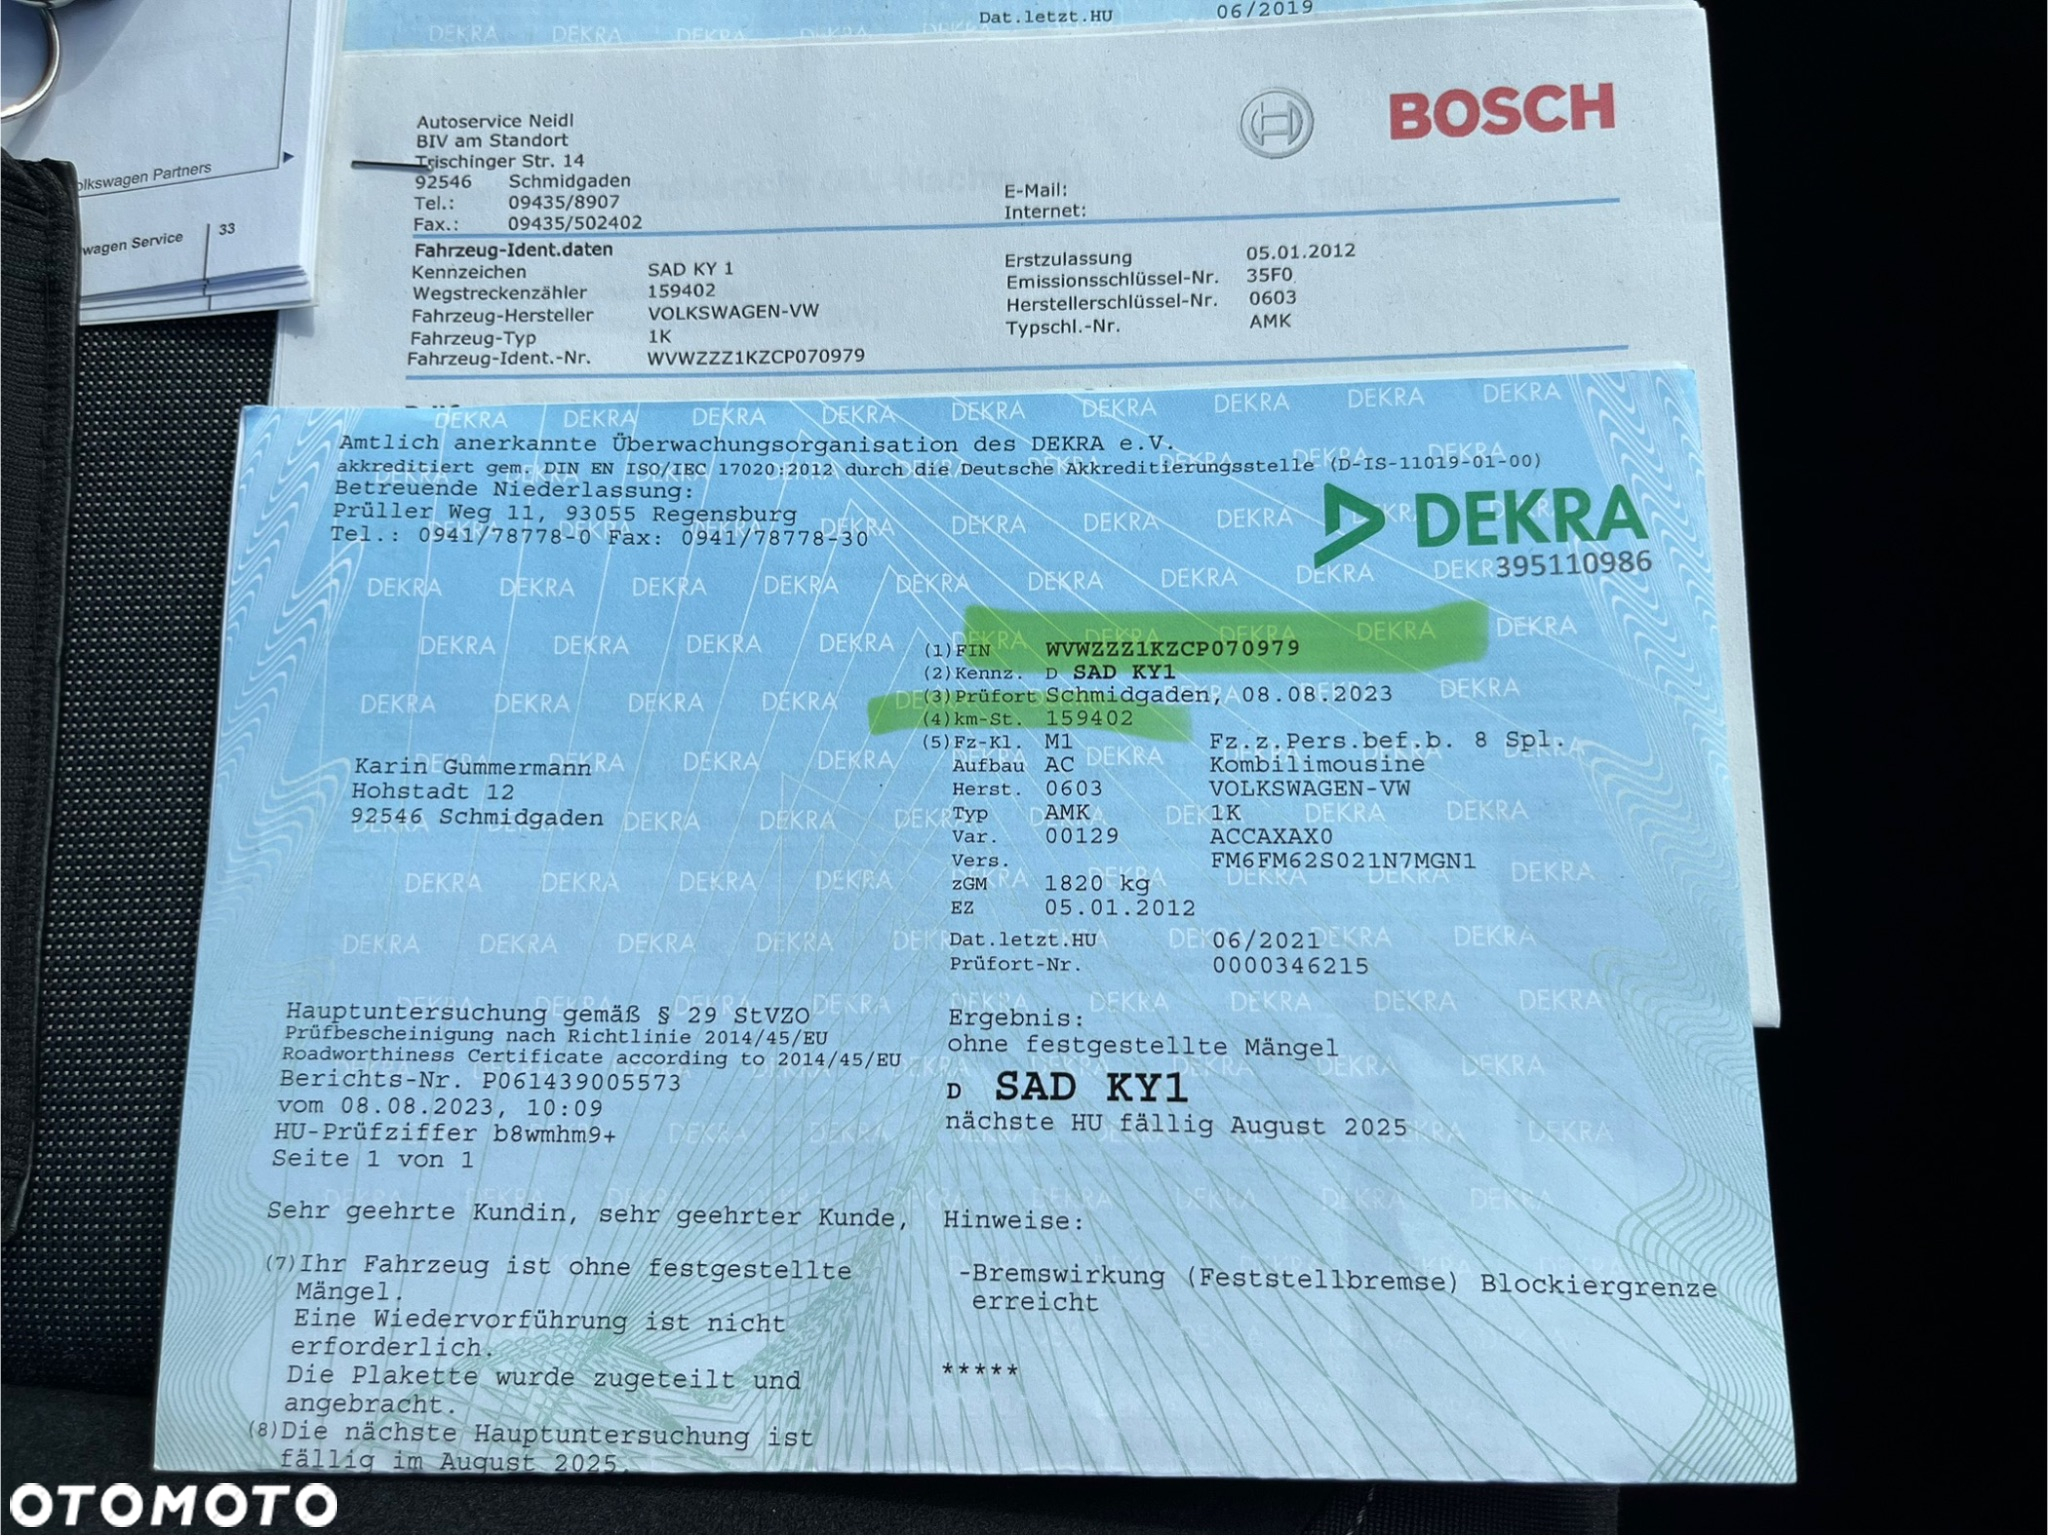 Dat.letzt.HU 06/2019
olkswagen Partners
wagen Service 33
BOSCH
Autoservice Neidl
BIV am Standort
Trischinger Str. 14
92546 Schmidgaden
Tel.: 09435/8907
Fax.: 09435/502402
E-Mail:
Internet:
Fahrzeug-Ident.daten
Kennzeichen SAD KY 1
Wegstreckenzähler 159402
Fahrzeug-Hersteller VOLKSWAGEN-VW
Fahrzeug-Typ 1K
Fahrzeug-Ident.-Nr. WVWZZZ1KZCP070979
Erstzulassung 05.01.2012
Emissionsschlüssel-Nr. 35F0
Herstellerschlüssel-Nr. 0603
Typschl.-Nr. AMK
Amtlich anerkannte Überwachungsorganisation des DEKRA e.V.
akkreditiert gem. DIN EN ISO/IEC 17020:2012 durch die Deutsche Akkreditierungsstelle (D-IS-11019-01-00)
Betreuende Niederlassung:
Prüller Weg 11, 93055 Regensburg
Tel.: 0941/78778-0 Fax: 0941/78778-30
DEKRA
395110986
(1)FIN WVWZZZ1KZCP070979
(2)Kennz. D SAD KY1
(3)Prüfort Schmidgaden, 08.08.2023
(4)km-St. 159402
(5)Fz-Kl. M1 Fz.z.Pers.bef.b. 8 Spl.
Aufbau AC Kombilimousine
Herst. 0603 VOLKSWAGEN-VW
Typ AMK 1K
Var. 00129 ACCAXAX0
Vers. FM6FM62S021N7MGN1
zGM 1820 kg
EZ 05.01.2012
Dat.letzt.HU 06/2021
Prüfort-Nr. 0000346215
Karin Gummermann
Hohstadt 12
92546 Schmidgaden
Hauptuntersuchung gemäß § 29 StVZO
Prüfbescheinigung nach Richtlinie 2014/45/EU
Roadworthiness Certificate according to 2014/45/EU
Berichts-Nr. P061439005573
vom 08.08.2023, 10:09
HU-Prüfziffer b8wmhm9+
Seite 1 von 1
Ergebnis:
ohne festgestellte Mängel
D SAD KY1
nächste HU fällig August 2025
Sehr geehrte Kundin, sehr geehrter Kunde,
(7)Ihr Fahrzeug ist ohne festgestellte
Mängel.
Eine Wiedervorführung ist nicht
erforderlich.
Die Plakette wurde zugeteilt und
angebracht.
(8)Die nächste Hauptuntersuchung ist
fällig im August 2025.
Hinweise:
-Bremswirkung (Feststellbremse) Blockiergrenze
erreicht
*****
OTOMOTO